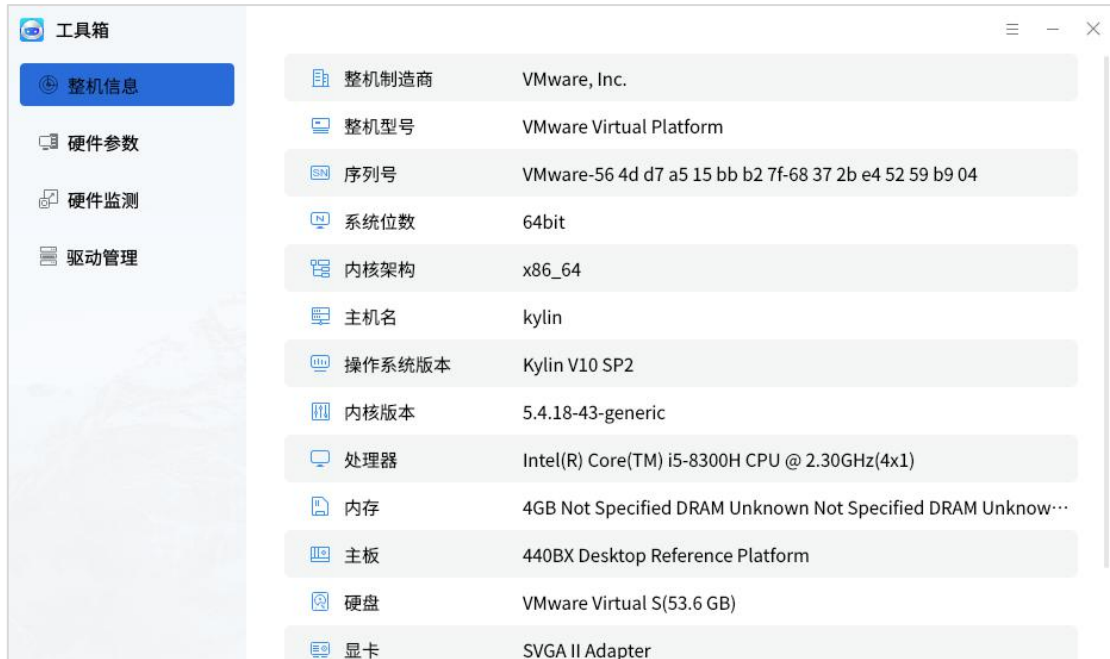 工具箱
整机信息
硬件参数
硬件监测
驱动管理
整机制造商 VMware, Inc.
整机型号 VMware Virtual Platform
SN 序列号 VMware-56 4d d7 a5 15 bb b2 7f-68 37 2b e4 52 59 b9 04
N 系统位数 64bit
内核架构 x86_64
主机名 kylin
操作系统版本 Kylin V10 SP2
内核版本 5.4.18-43-generic
处理器 Intel(R) Core(TM) i5-8300H CPU @ 2.30GHz(4x1)
内存 4GB Not Specified DRAM Unknown Not Specified DRAM Unknow…
主板 440BX Desktop Reference Platform
硬盘 VMware Virtual S(53.6 GB)
显卡 SVGA II Adapter